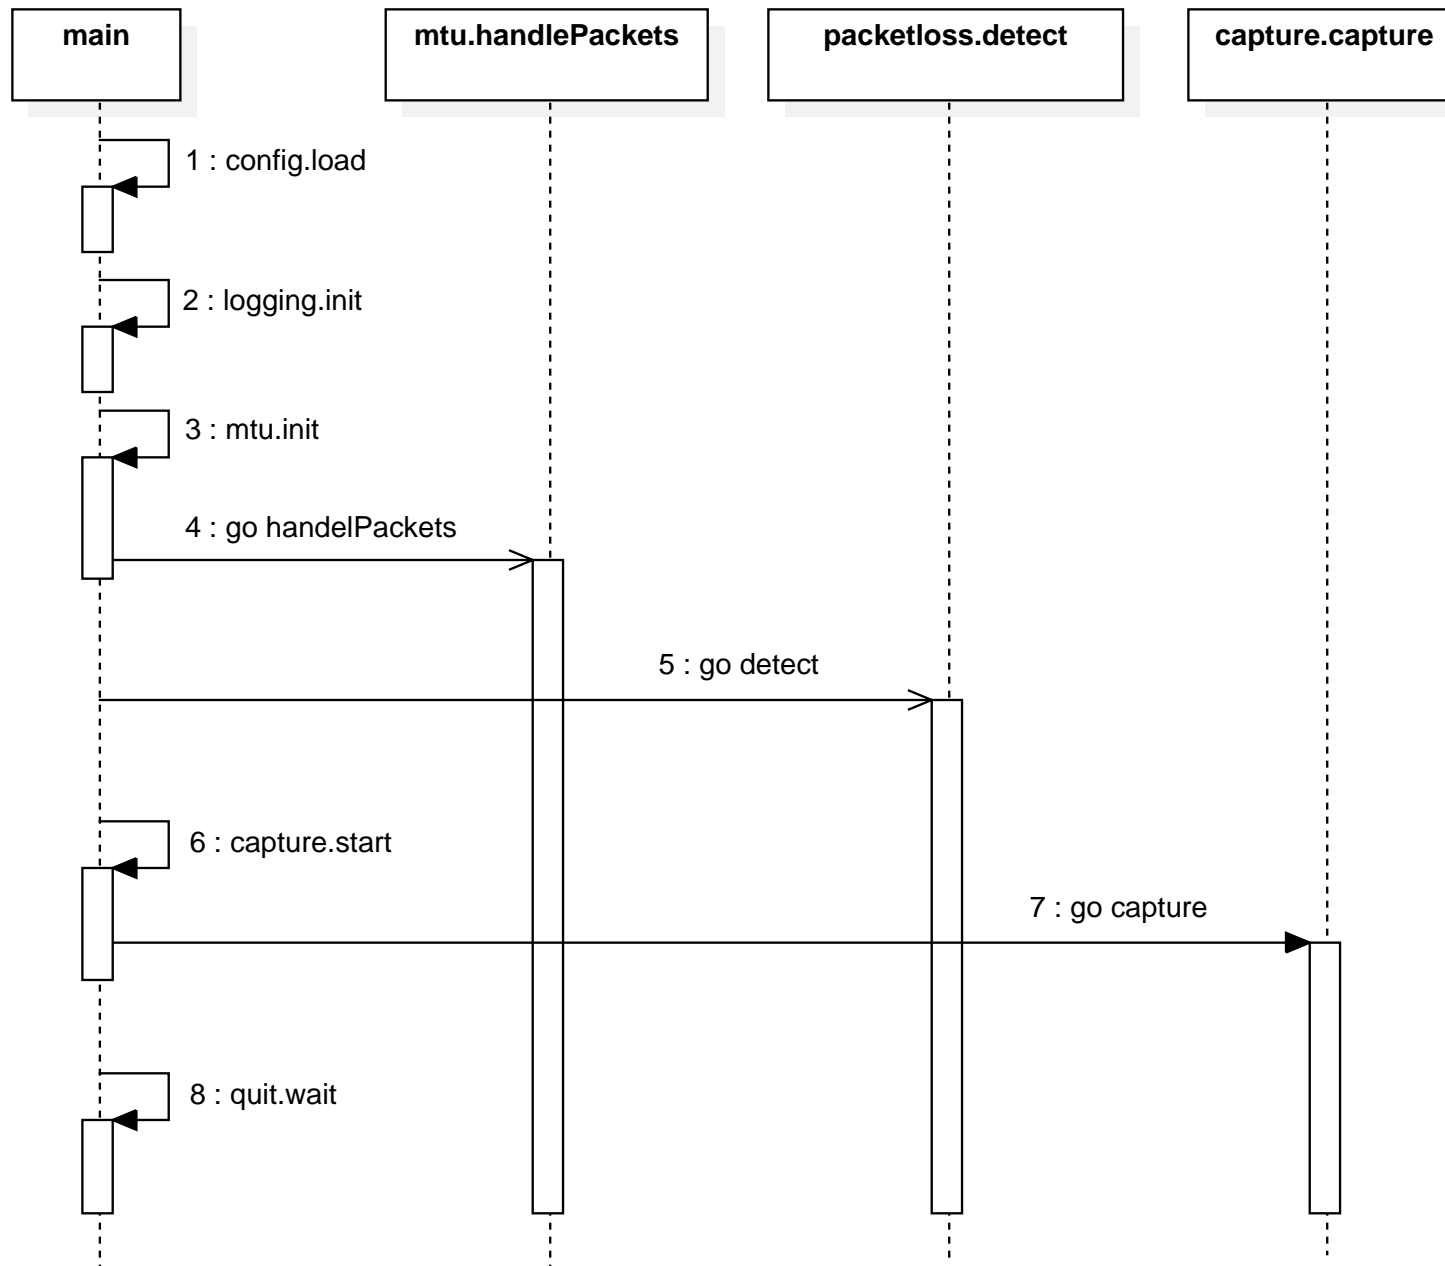 main
mtu.handlePackets
packetloss.detect
capture.capture
1 : config.load
2 : logging.init
3 : mtu.init
4 : go handelPackets
5 : go detect
6 : capture.start
7 : go capture
8 : quit.wait